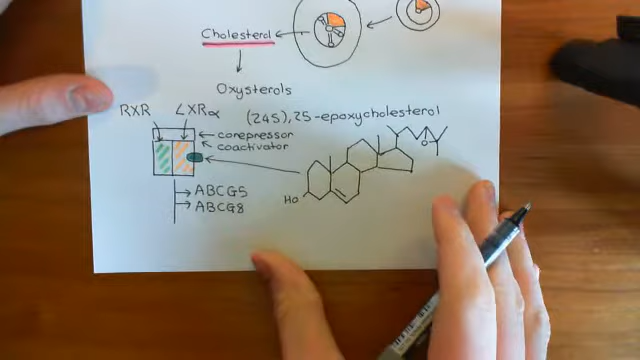 Cholesterol
Oxysterols
RXR LXRα (24S),25-epoxycholesterol
corepressor
coactivator
HO
ABCG5
ABCG8